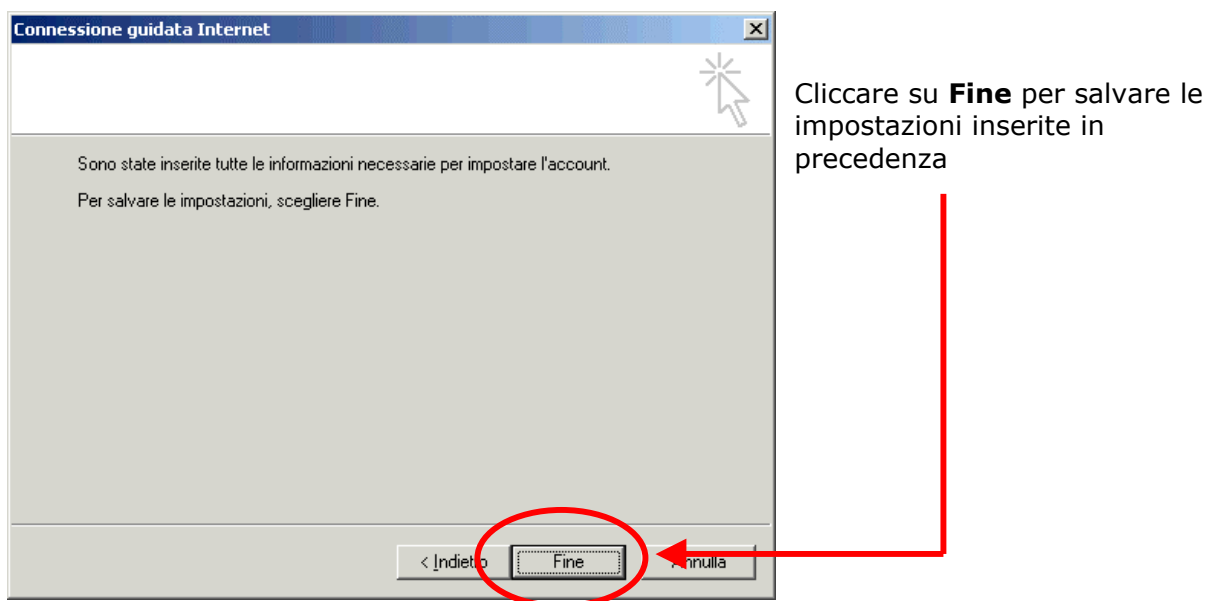 Connessione guidata Internet
Cliccare su Fine per salvare le
impostazioni inserite in
precedenza
Sono state inserite tutte le informazioni necessarie per impostare l'account.
Per salvare le impostazioni, scegliere Fine.
< Indietro Fine Annulla